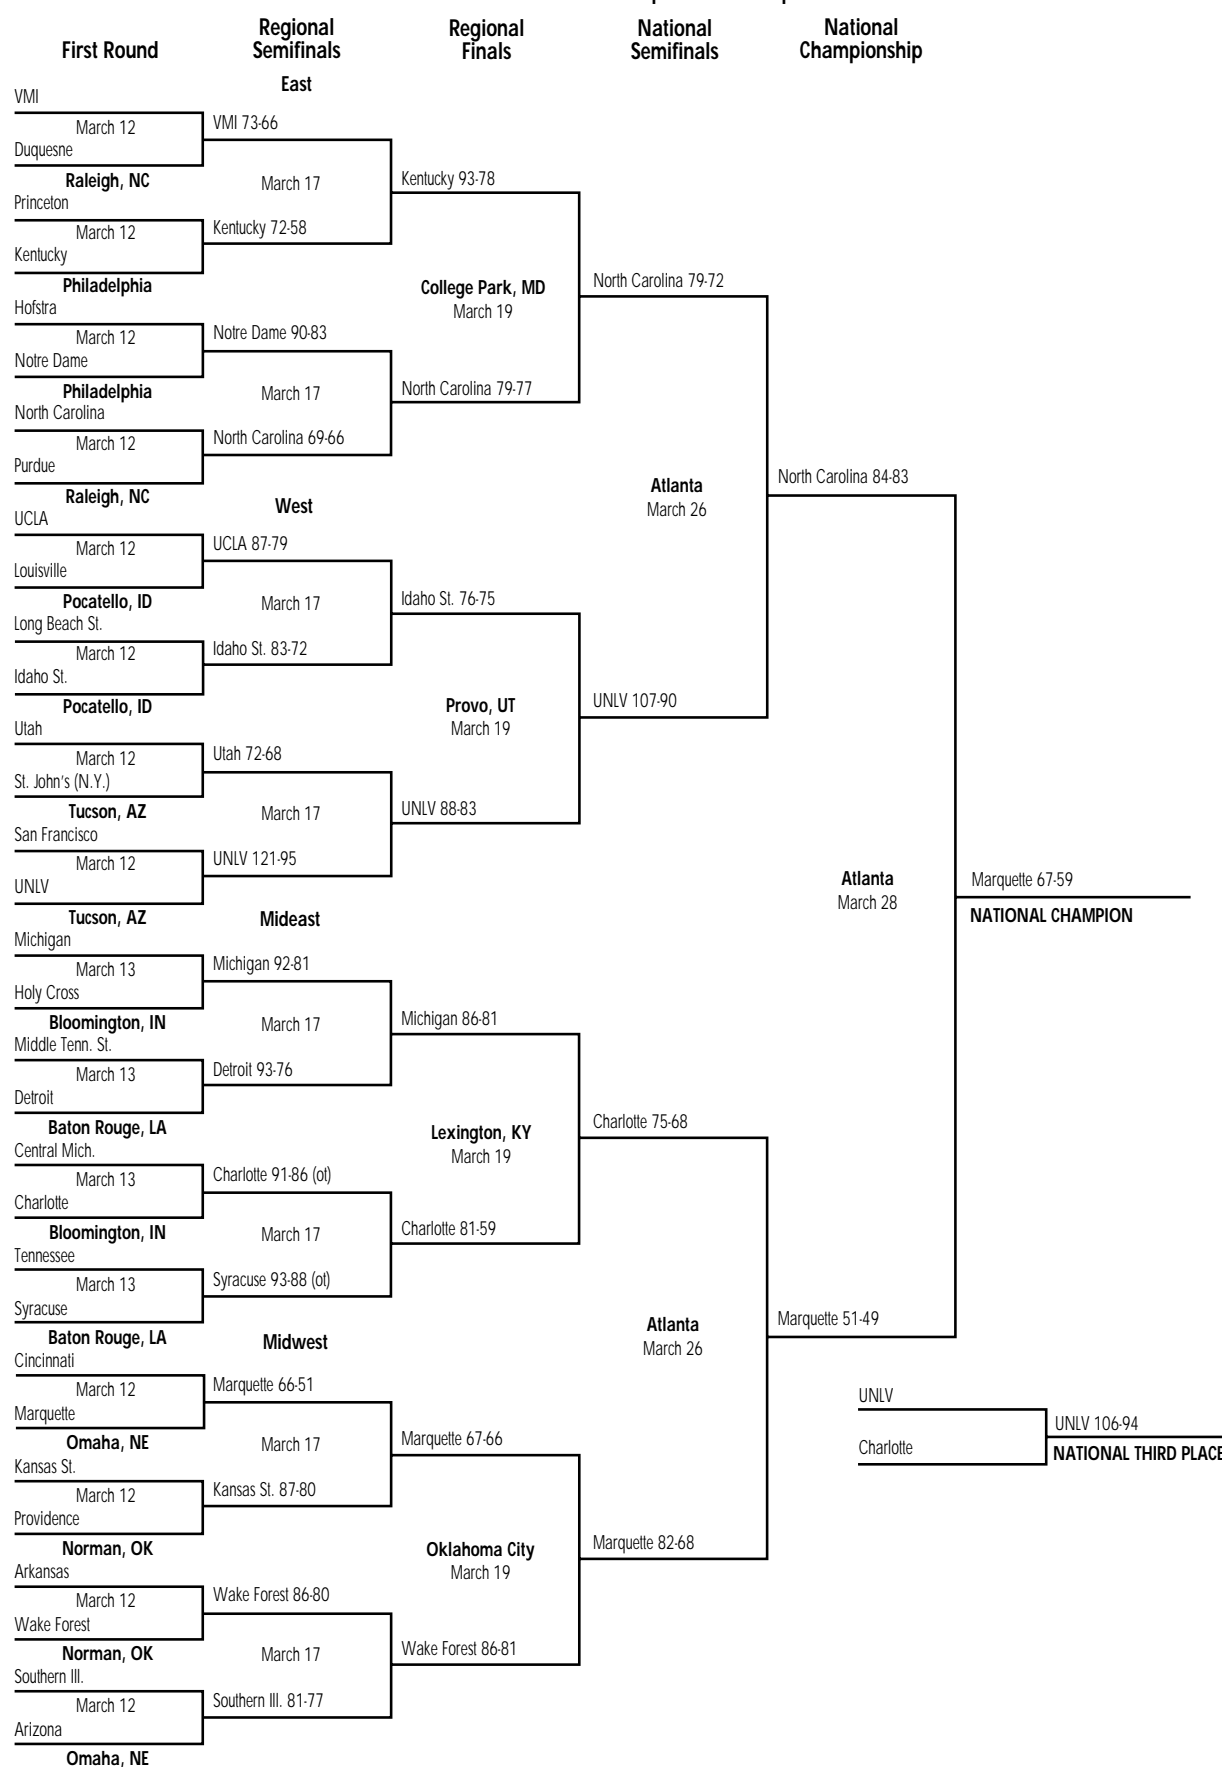 First Round
Regional
Semifinals
Regional
Finals
National
Semifinals
National
Championship
East
VMI
March 12
Duquesne
Raleigh, NC
Princeton
March 12
Kentucky
Philadelphia
Hofstra
March 12
Notre Dame
Philadelphia
North Carolina
March 12
Purdue
Raleigh, NC
VMI 73-66
March 17
Kentucky 72-58
Notre Dame 90-83
March 17
North Carolina 69-66
Kentucky 93-78
College Park, MD
March 19
North Carolina 79-77
North Carolina 79-72
West
UCLA
March 12
Louisville
Pocatello, ID
Long Beach St.
March 12
Idaho St.
Pocatello, ID
Utah
March 12
St. John's (N.Y.)
Tucson, AZ
San Francisco
March 12
UNLV
Tucson, AZ
UCLA 87-79
March 17
Idaho St. 83-72
Utah 72-68
March 17
UNLV 121-95
Idaho St. 76-75
Provo, UT
March 19
UNLV 88-83
UNLV 107-90
Atlanta
March 26
North Carolina 84-83
Mideast
Michigan
March 13
Holy Cross
Bloomington, IN
Middle Tenn. St.
March 13
Detroit
Baton Rouge, LA
Central Mich.
March 13
Charlotte
Bloomington, IN
Tennessee
March 13
Syracuse
Baton Rouge, LA
Michigan 92-81
March 17
Detroit 93-76
Charlotte 91-86 (ot)
March 17
Syracuse 93-88 (ot)
Michigan 86-81
Lexington, KY
March 19
Charlotte 81-59
Charlotte 75-68
Midwest
Cincinnati
March 12
Marquette
Omaha, NE
Kansas St.
March 12
Providence
Norman, OK
Arkansas
March 12
Wake Forest
Norman, OK
Southern Ill.
March 12
Arizona
Omaha, NE
Marquette 66-51
March 17
Kansas St. 87-80
Wake Forest 86-80
March 17
Southern Ill. 81-77
Marquette 67-66
Oklahoma City
March 19
Wake Forest 86-81
Marquette 82-68
Atlanta
March 26
Marquette 51-49
Atlanta
March 28
Marquette 67-59
NATIONAL CHAMPION
UNLV
Charlotte
UNLV 106-94
NATIONAL THIRD PLACE